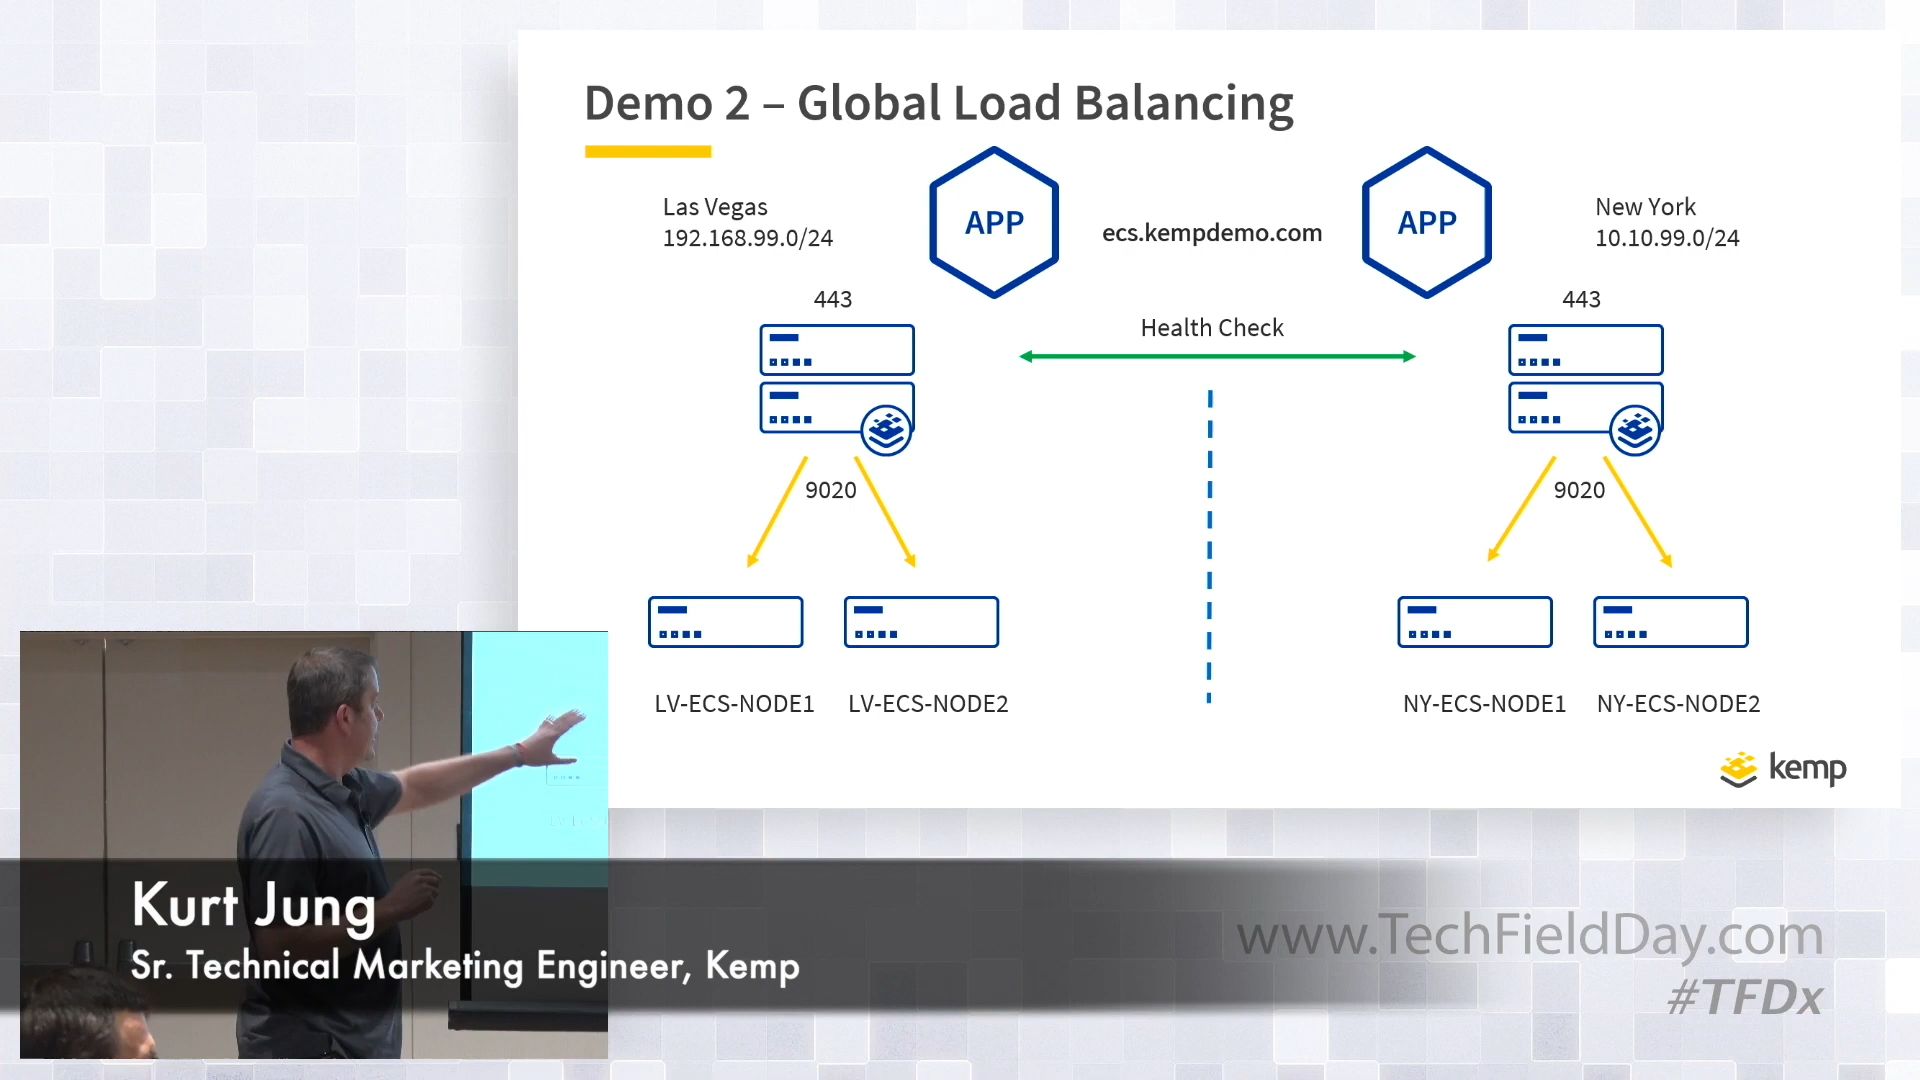 Demo 2 – Global Load Balancing
Las Vegas
192.168.99.0/24
APP
ecs.kempdemo.com
APP
New York
10.10.99.0/24
443
Health Check
443
9020
9020
LV-ECS-NODE1
LV-ECS-NODE2
NY-ECS-NODE1
NY-ECS-NODE2
kemp
Kurt Jung
Sr. Technical Marketing Engineer, Kemp
www.TechFieldDay.com
#TFDx